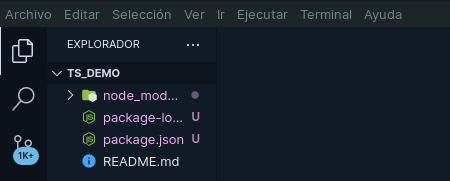 Archivo Editar Selección Ver Ir Ejecutar Terminal Ayuda
EXPLORADOR ...
TS_DEMO
node_mod...
package-lo... U
package.json U
README.md
1K+